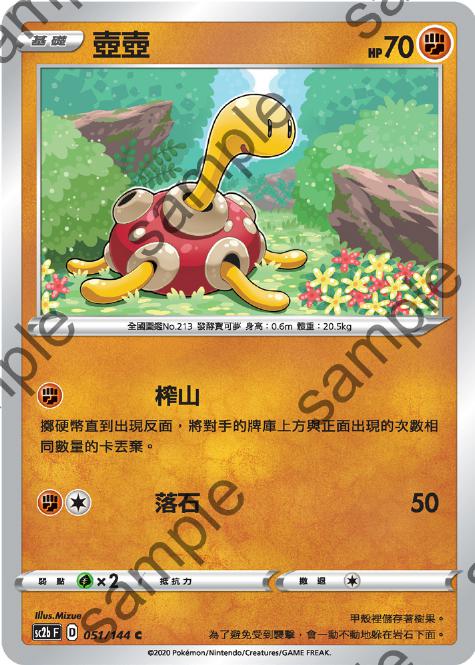 基礎 壺壺 HP70
全國圖鑑No.213 發酵寶可夢 身高：0.6m 體重：20.5kg
榨山
擲硬幣直到出現反面，將對手的牌庫上方與正面出現的次數相
同數量的卡丟棄。
落石 50
弱點 ×2 抵抗力 撤退
Illus.Mizue
sc2b F D 051/144 C
甲殼裡儲存著樹果。
為了避免受到襲擊，會一動不動地躲在岩石下面。
©2020 Pokémon/Nintendo/Creatures/GAME FREAK.
sample
sample
sample
sample
sample
sample